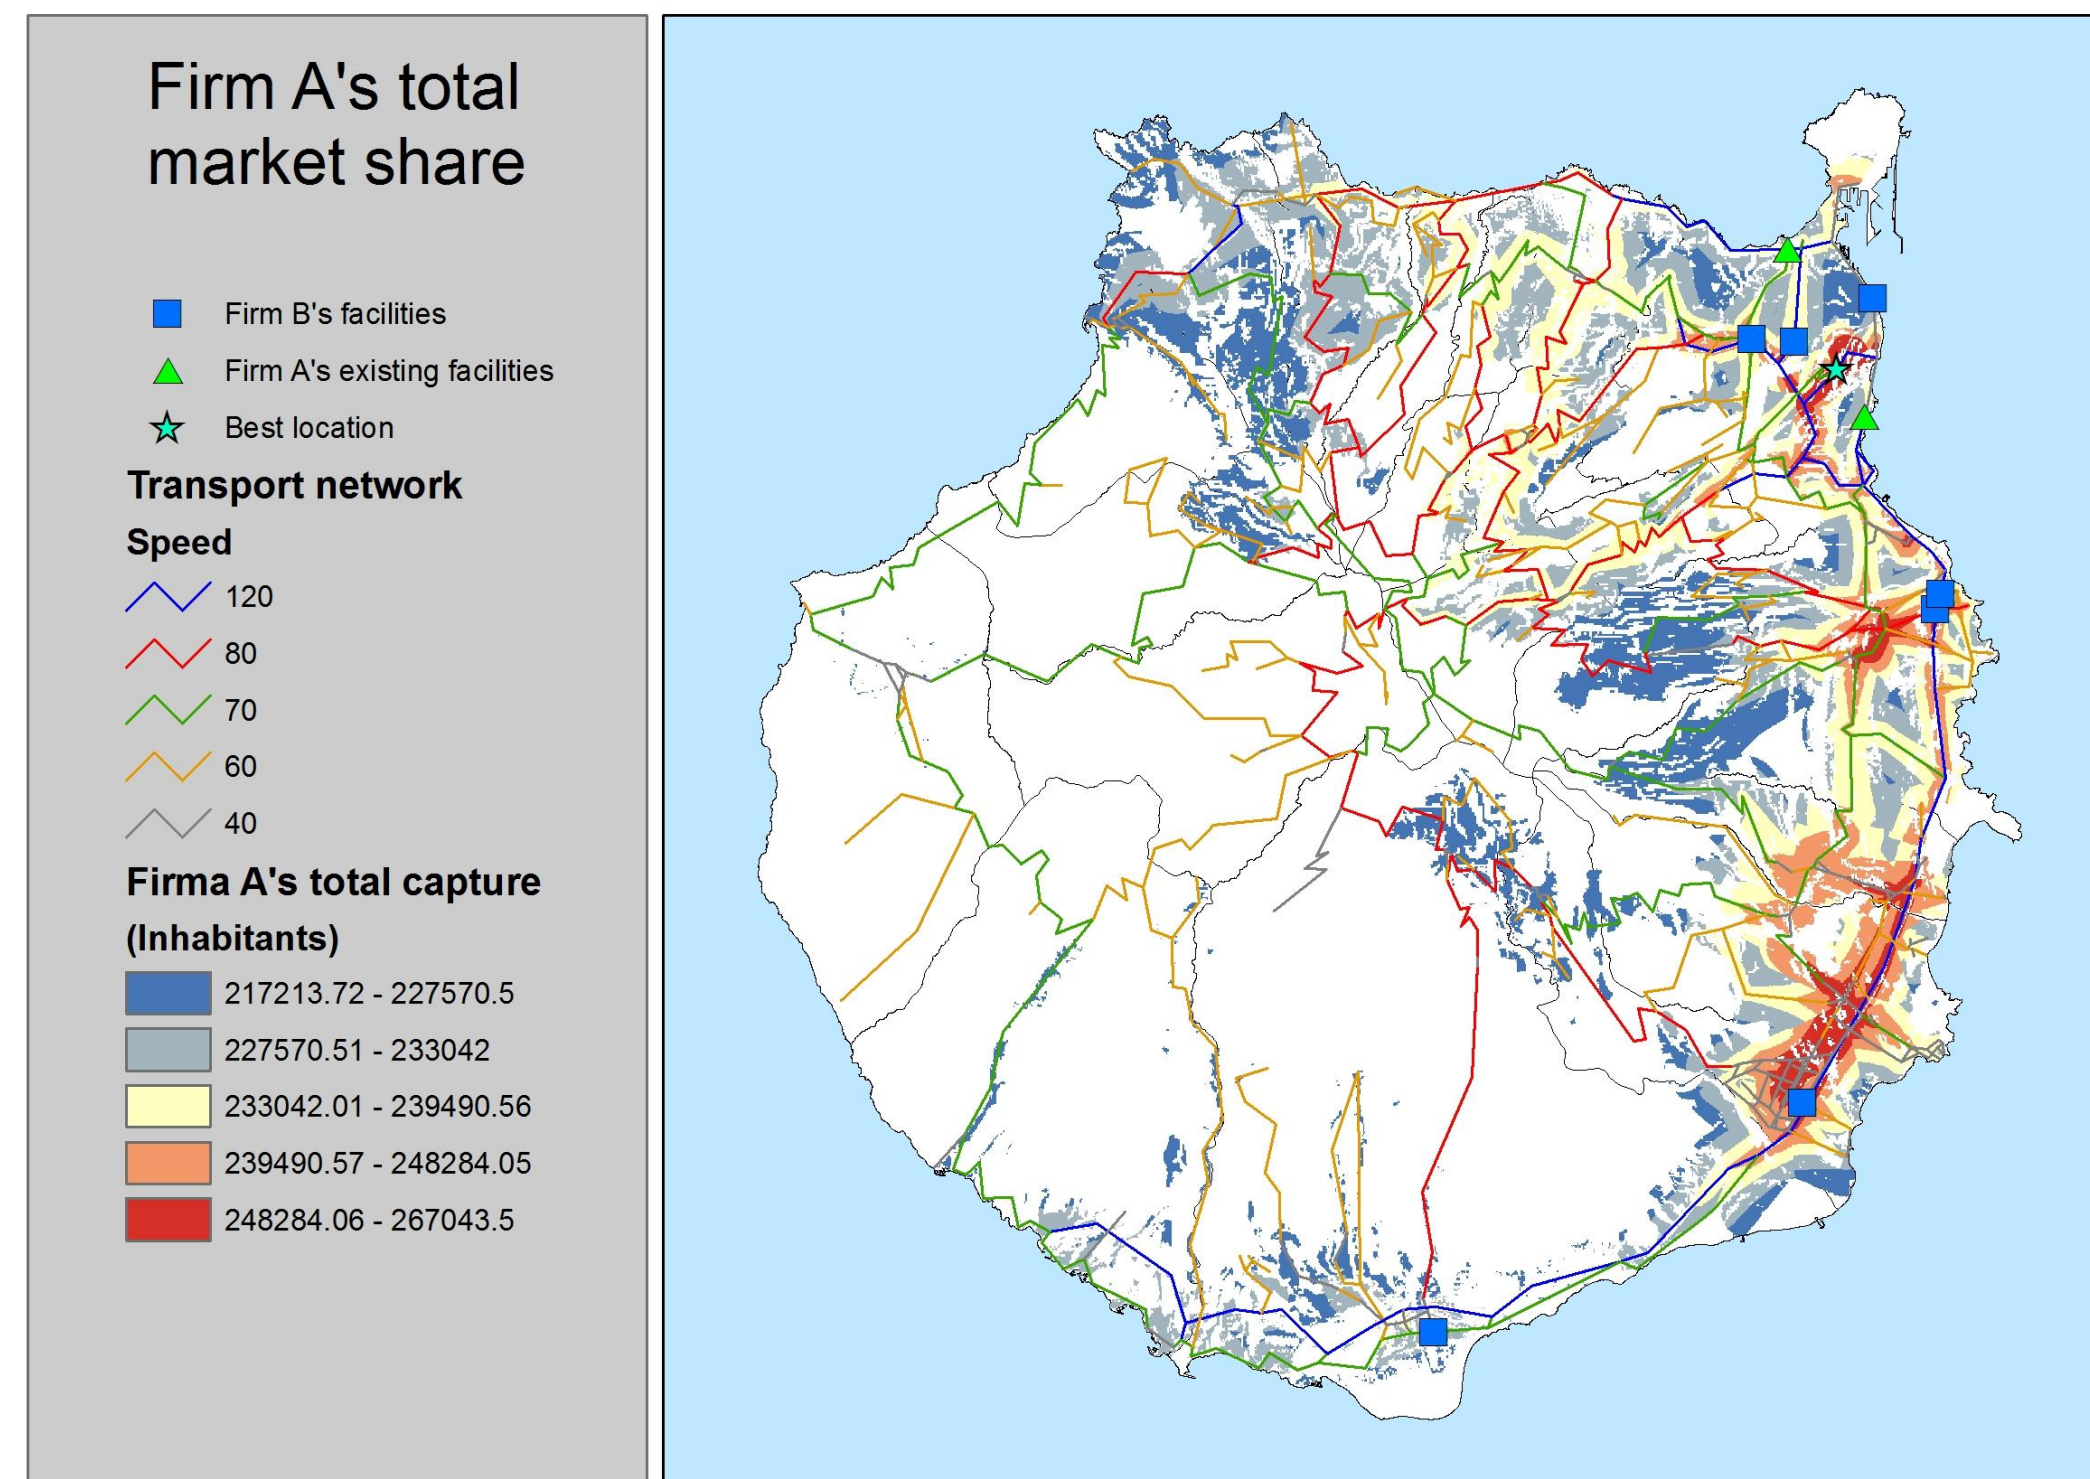 Firm A's total
market share
Firm B's facilities
Firm A's existing facilities
Best location
Transport network
Speed
120
80
70
60
40
Firma A's total capture
(Inhabitants)
217213.72 - 227570.5
227570.51 - 233042
233042.01 - 239490.56
239490.57 - 248284.05
248284.06 - 267043.5